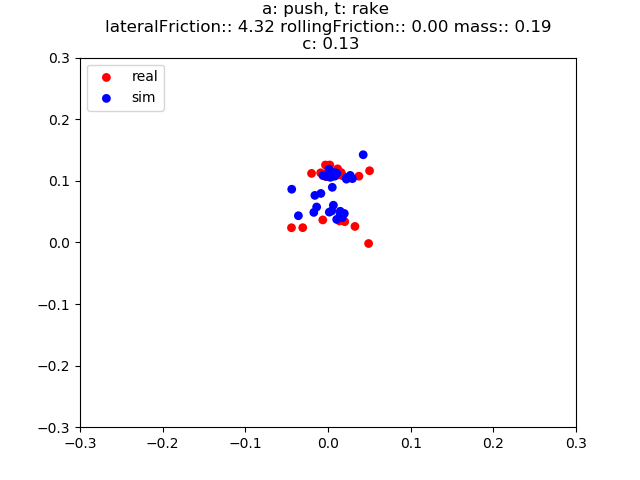 a: push, t: rake
lateralFriction:: 4.32 rollingFriction:: 0.00 mass:: 0.19
c: 0.13
real
sim
0.3
0.2
0.1
0.0
−0.1
−0.2
−0.3
−0.3 −0.2 −0.1 0.0 0.1 0.2 0.3